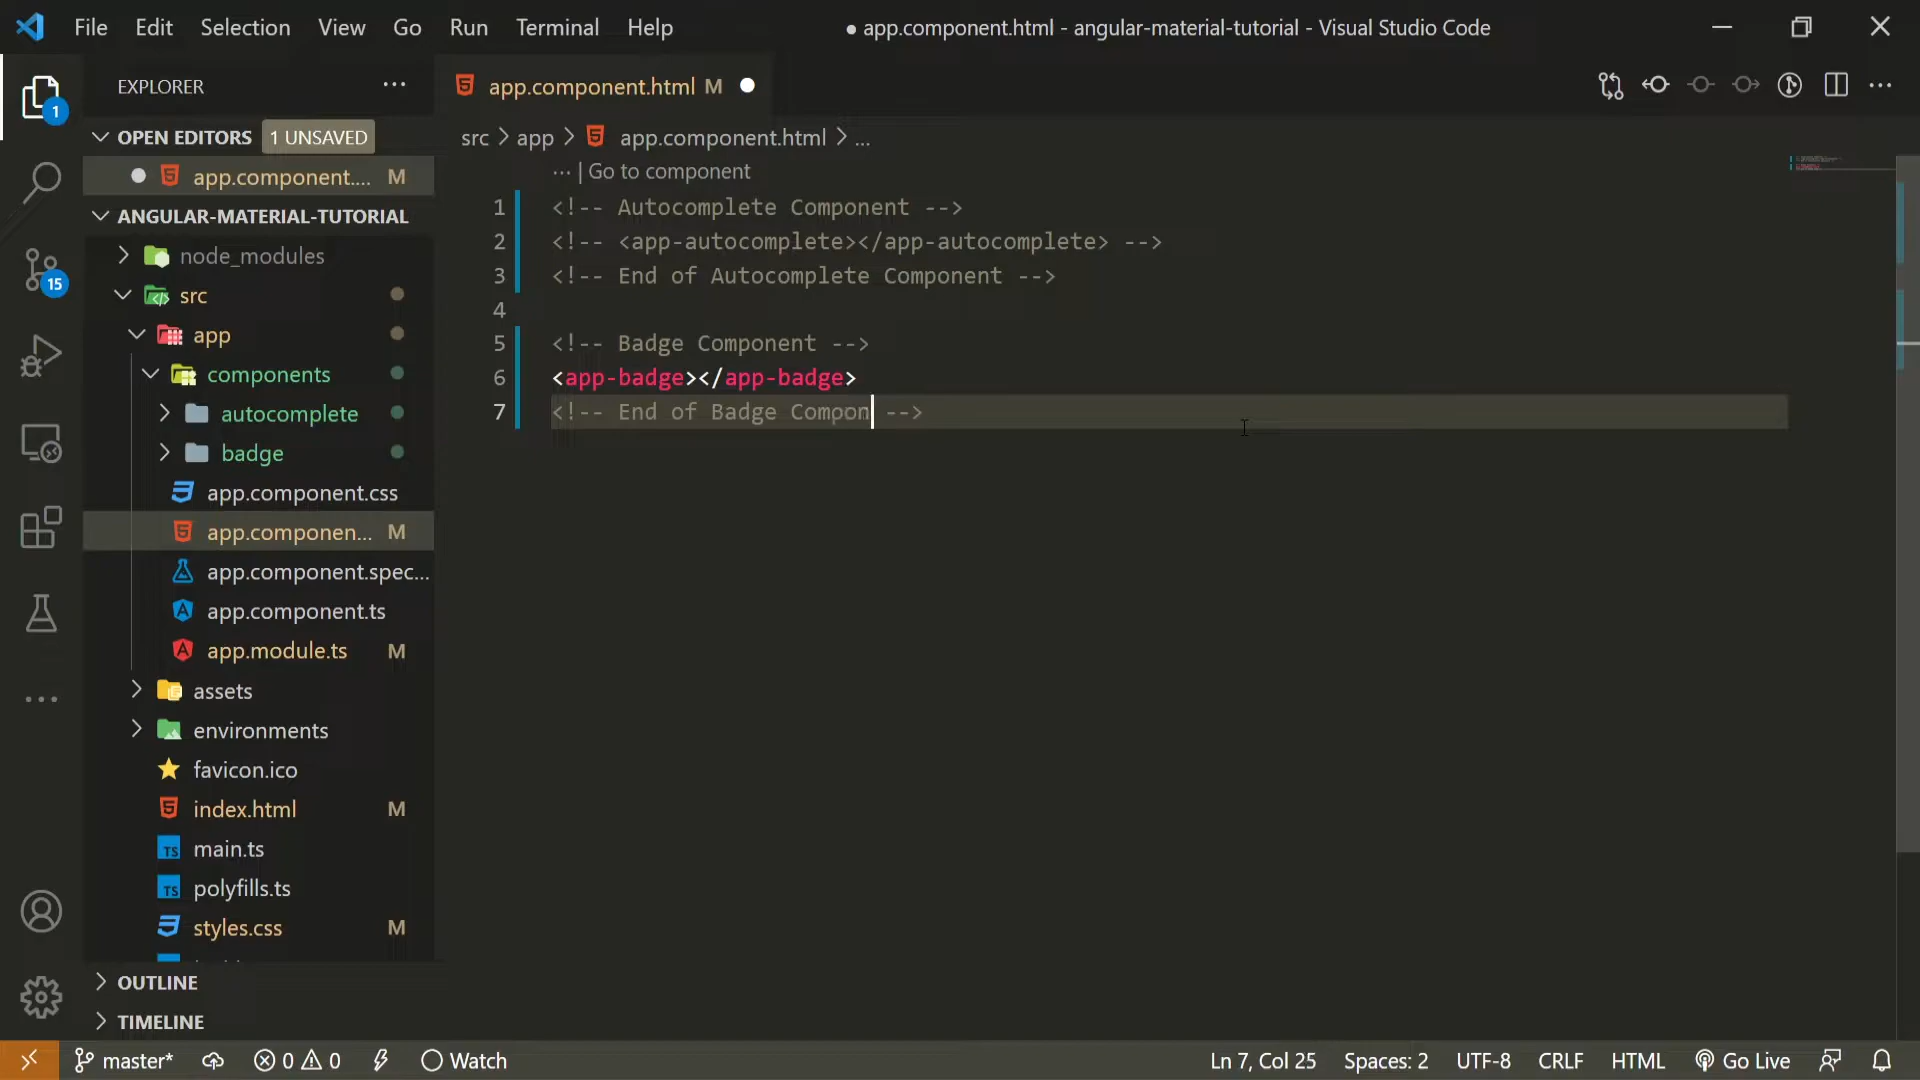 File Edit Selection View Go Run Terminal Help
● app.component.html - angular-material-tutorial - Visual Studio Code
EXPLORER ...
OPEN EDITORS 1 UNSAVED
app.component.... M
ANGULAR-MATERIAL-TUTORIAL
node_modules
src
app
components
autocomplete
badge
app.component.css
app.componen... M
app.component.spec...
app.component.ts
app.module.ts M
assets
environments
favicon.ico
index.html M
main.ts
polyfills.ts
styles.css M
OUTLINE
TIMELINE
1
15
app.component.html M
src > app > app.component.html > ...
... | Go to component
1 <!-- Autocomplete Component -->
2 <!-- <app-autocomplete></app-autocomplete> -->
3 <!-- End of Autocomplete Component -->
4
5 <!-- Badge Component -->
6 <app-badge></app-badge>
7 <!-- End of Badge Compon -->
master* 0 0 Watch
Ln 7, Col 25 Spaces: 2 UTF-8 CRLF HTML Go Live